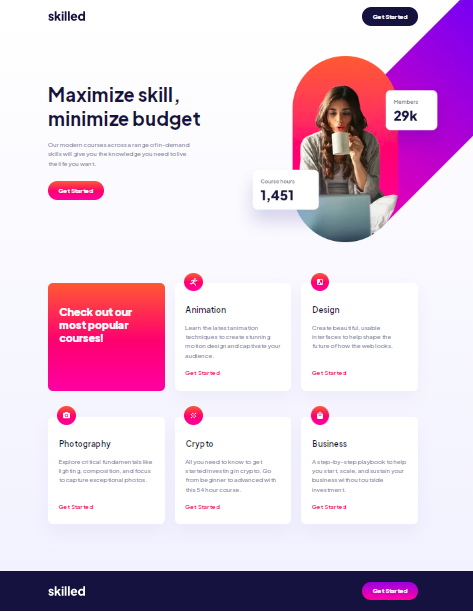 skilled
Get Started
Maximize skill,
minimize budget
Our modern courses across a range of in-demand
skills will give you the knowledge you need to live
the life you want.
Get Started
Members
29k
Course hours
1,451
Check out our
most popular
courses!
Animation
Learn the latest animation
techniques to create stunning
motion design and captivate your
audience.
Get Started
Design
Create beautiful, usable
interfaces to help shape the
future of how the web looks.
Get Started
Photography
Explore critical fundamentals like
lighting, composition, and focus
to capture exceptional photos.
Get Started
Crypto
All you need to know to get
started investing in crypto. Go
from beginner to advanced with
this 54 hour course.
Get Started
Business
A step-by-step playbook to help
you start, scale, and sustain your
business without outside
investment.
Get Started
skilled
Get Started